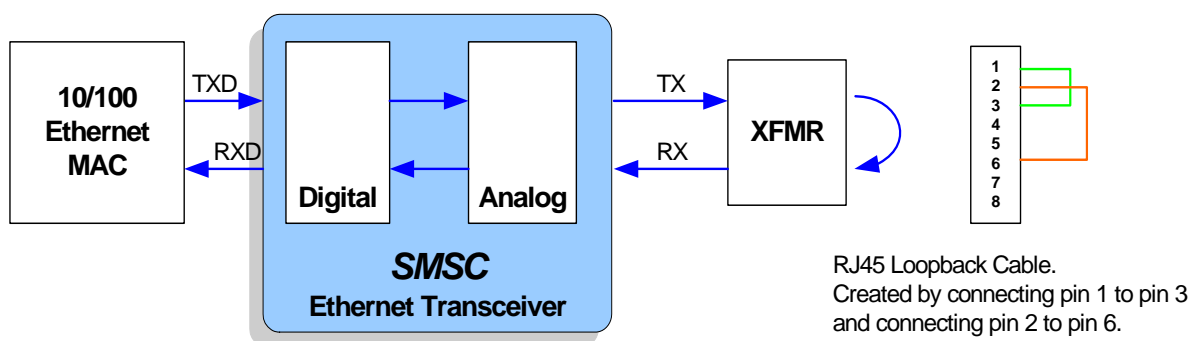 10/100
Ethernet
MAC
TXD
RXD
Digital
Analog
SMSC
Ethernet Transceiver
TX
RX
XFMR
1
2
3
4
5
6
7
8
RJ45 Loopback Cable.
Created by connecting pin 1 to pin 3
and connecting pin 2 to pin 6.